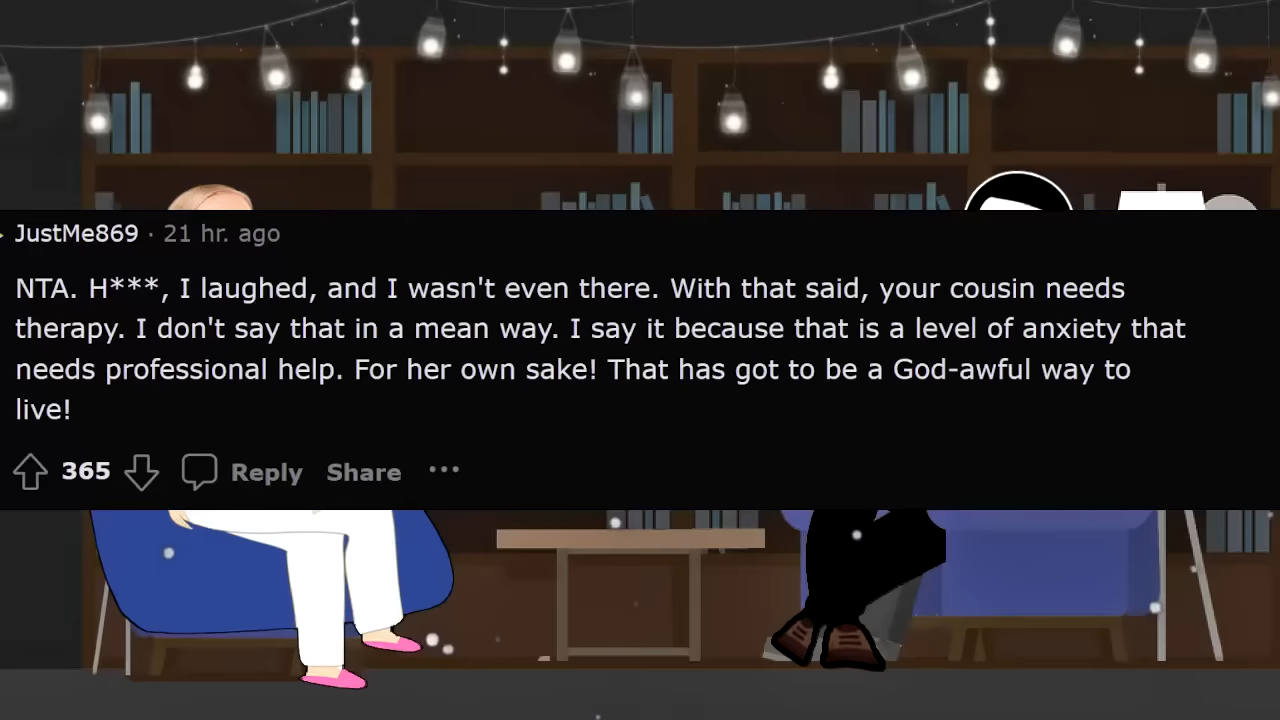 JustMe869 · 21 hr. ago
NTA. H***, I laughed, and I wasn't even there. With that said, your cousin needs
therapy. I don't say that in a mean way. I say it because that is a level of anxiety that
needs professional help. For her own sake! That has got to be a God-awful way to
live!
365 Reply Share •••